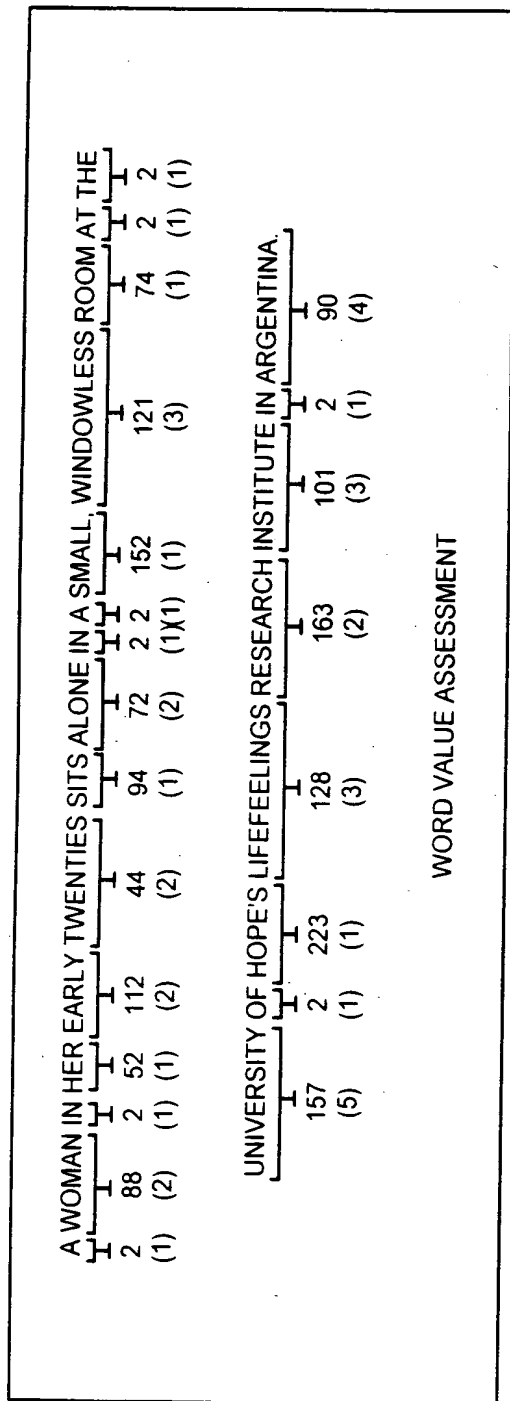 A WOMAN IN HER EARLY TWENTIES SITS ALONE IN A SMALL, WINDOWLESS ROOM AT THE
2 88 2 52 112 44 94 72 2 2 152 121 74 2 2
(1) (2) (1) (1) (2) (2) (1) (2) (1)(1) (1) (3) (1) (1) (1)
UNIVERSITY OF HOPE'S LIFEFEELINGS RESEARCH INSTITUTE IN ARGENTINA.
157 2 223 128 163 101 2 90
(5) (1) (1) (3) (2) (3) (1) (4)
WORD VALUE ASSESSMENT